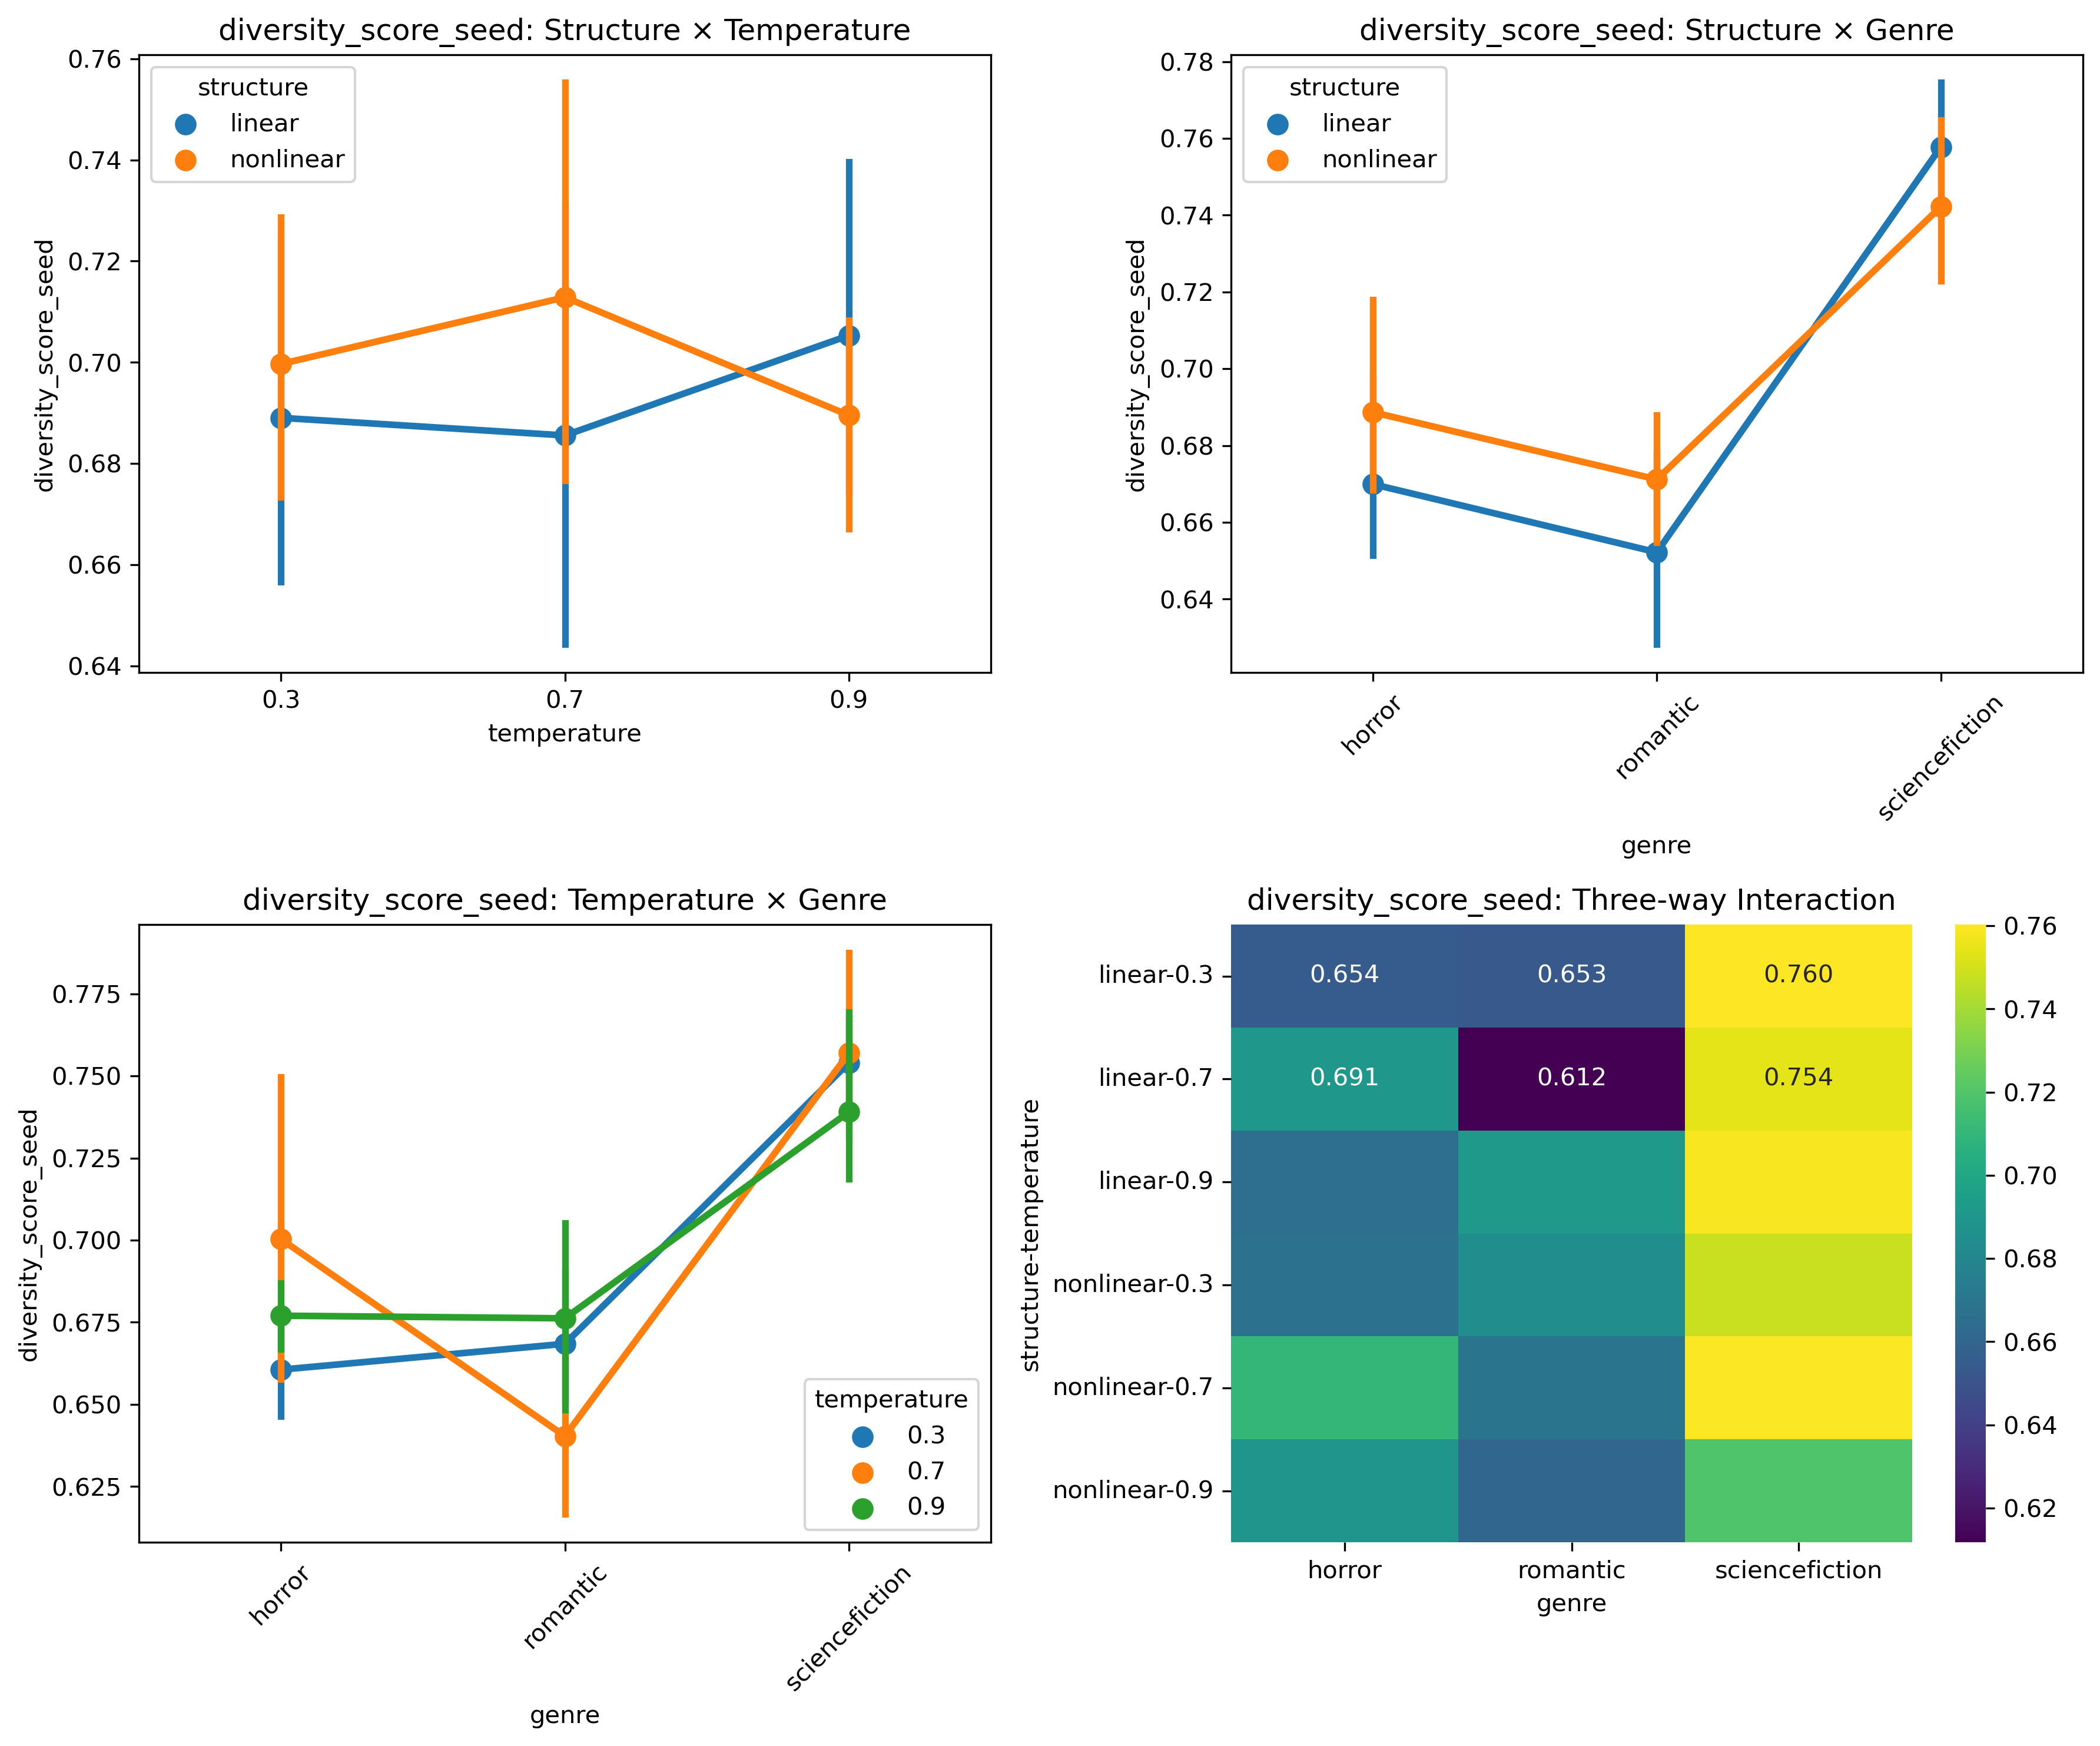 diversity_score_seed: Structure × Temperature
0.76
0.74
0.72
0.70
0.68
0.66
0.64
diversity_score_seed
structure
linear
nonlinear
0.3 0.7 0.9
temperature
diversity_score_seed: Structure × Genre
0.78
0.76
0.74
0.72
0.70
0.68
0.66
0.64
diversity_score_seed
structure
linear
nonlinear
horror romantic sciencefiction
genre
diversity_score_seed: Temperature × Genre
0.775
0.750
0.725
0.700
0.675
0.650
0.625
diversity_score_seed
temperature
0.3
0.7
0.9
horror romantic sciencefiction
genre
diversity_score_seed: Three-way Interaction
structure-temperature
linear-0.3 0.654 0.653 0.760
linear-0.7 0.691 0.612 0.754
linear-0.9
nonlinear-0.3
nonlinear-0.7
nonlinear-0.9
horror romantic sciencefiction
genre
0.76
0.74
0.72
0.70
0.68
0.66
0.64
0.62